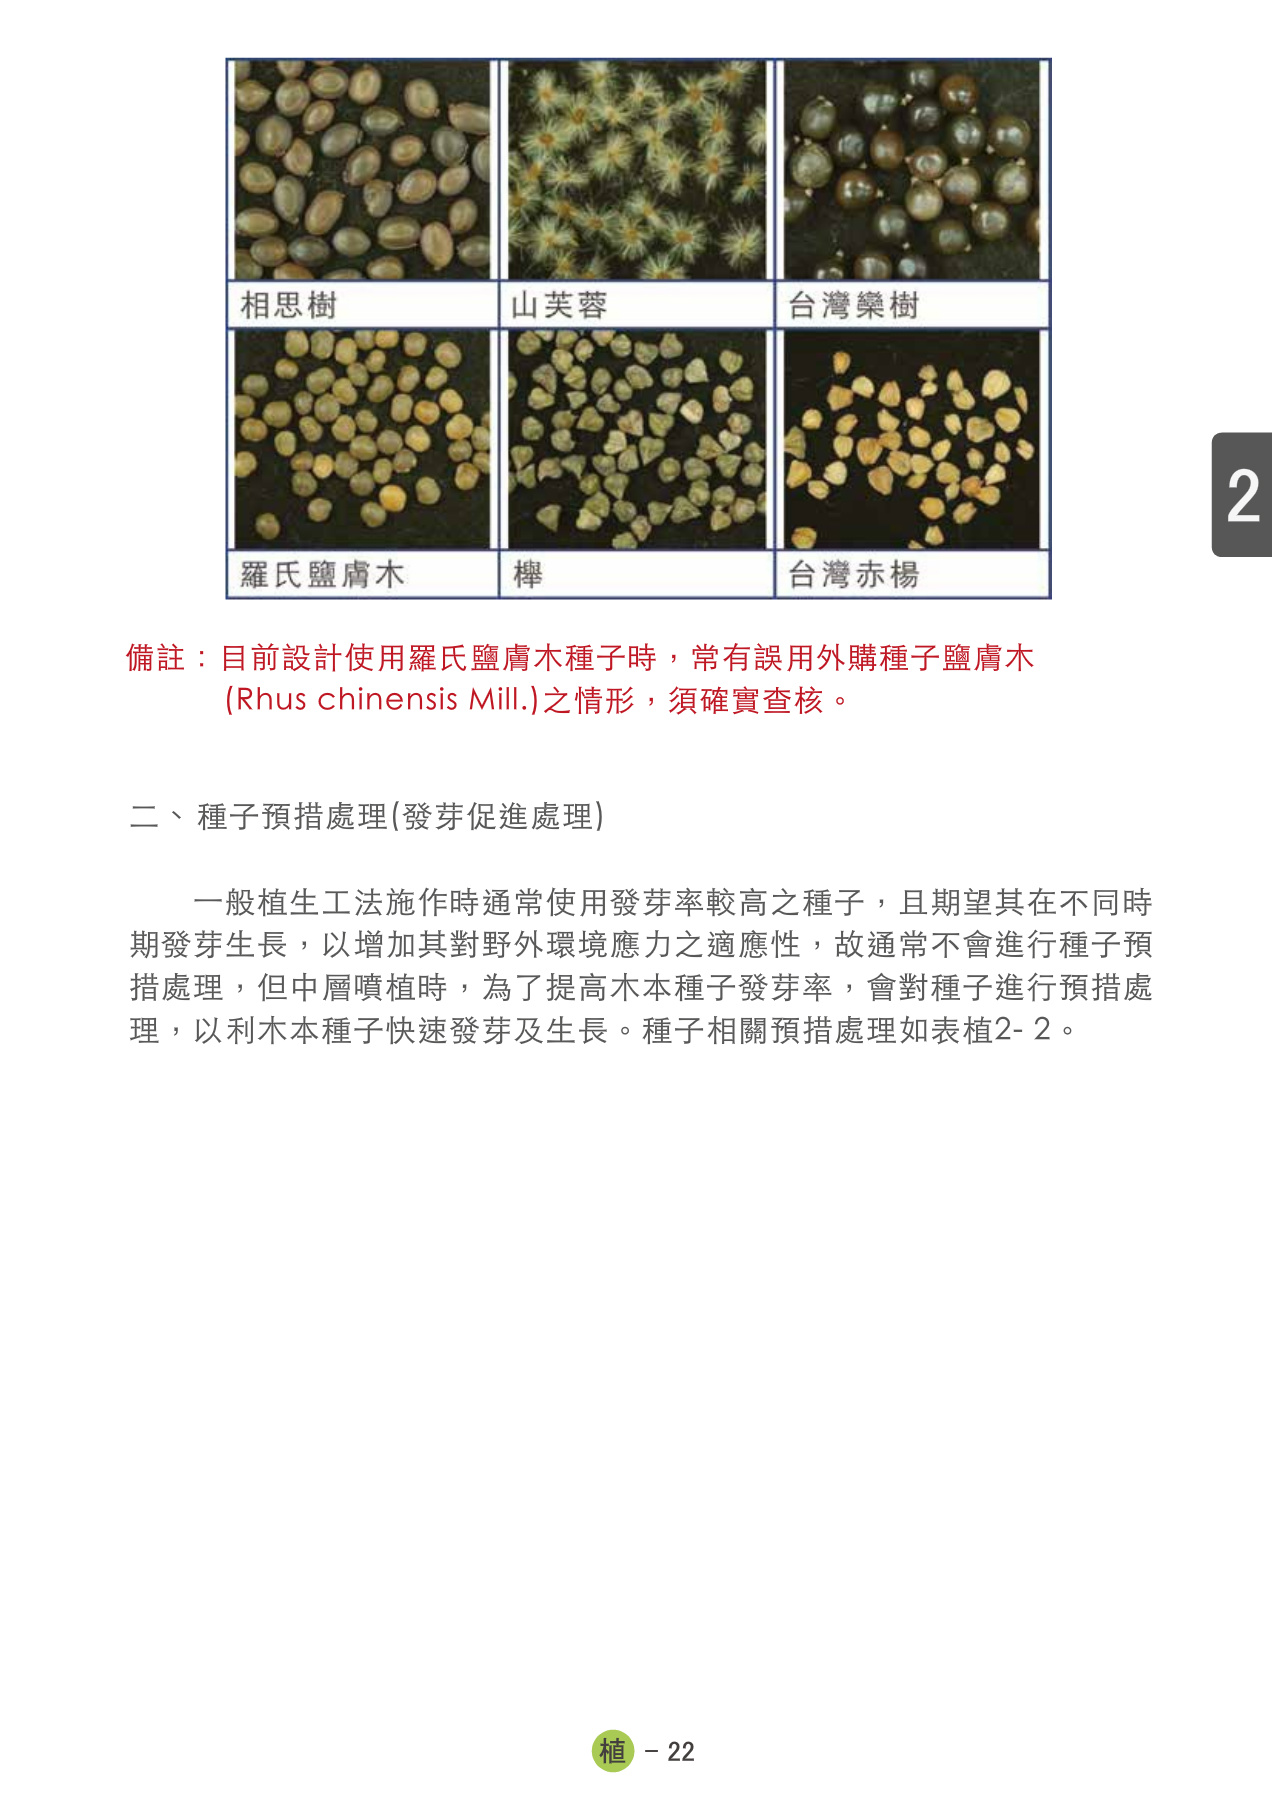 相思樹 山芙蓉 台灣欒樹
羅氏鹽膚木 櫸 台灣赤楊
2
備註：目前設計使用羅氏鹽膚木種子時，常有誤用外購種子鹽膚木
(Rhus chinensis Mill.)之情形，須確實查核。
二、種子預措處理(發芽促進處理)
一般植生工法施作時通常使用發芽率較高之種子，且期望其在不同時
期發芽生長，以增加其對野外環境應力之適應性，故通常不會進行種子預
措處理，但中層噴植時，為了提高木本種子發芽率，會對種子進行預措處
理，以利木本種子快速發芽及生長。種子相關預措處理如表植2- 2。
植 - 22